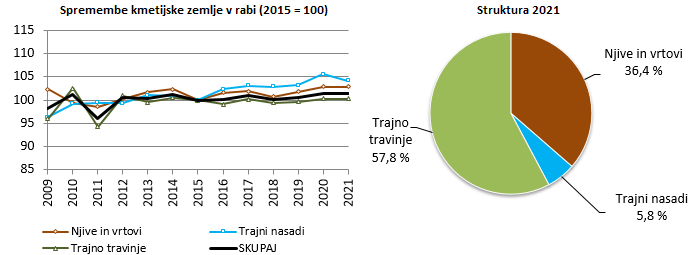 Spremembe kmetijske zemlje v rabi (2015 = 100)
115
110
105
100
95
90
85
2009
2010
2011
2012
2013
2014
2015
2016
2017
2018
2019
2020
2021
Njive in vrtovi
Trajni nasadi
Trajno travinje
SKUPAJ
Struktura 2021
Njive in vrtovi
36,4 %
Trajno
travinje
57,8 %
Trajni nasadi
5,8 %